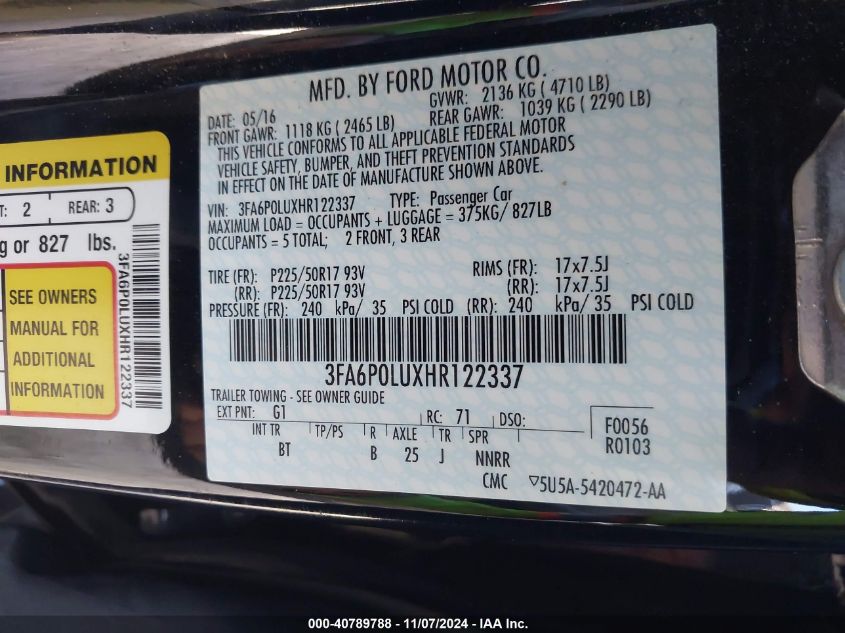 INFORMATION
T: 2 REAR: 3
g or 827 lbs.
SEE OWNERS
MANUAL FOR
ADDITIONAL
INFORMATION
3FA6P0LUXHR122337
MFD. BY FORD MOTOR CO.
DATE: 05/16 GVWR: 2136 KG ( 4710 LB)
FRONT GAWR: 1118 KG ( 2465 LB) REAR GAWR: 1039 KG ( 2290 LB)
THIS VEHICLE CONFORMS TO ALL APPLICABLE FEDERAL MOTOR
VEHICLE SAFETY, BUMPER, AND THEFT PREVENTION STANDARDS
IN EFFECT ON THE DATE OF MANUFACTURE SHOWN ABOVE.
VIN: 3FA6P0LUXHR122337 TYPE: Passenger Car
MAXIMUM LOAD = OCCUPANTS + LUGGAGE = 375KG/ 827LB
OCCUPANTS = 5 TOTAL; 2 FRONT, 3 REAR
TIRE (FR): P225/50R17 93V RIMS (FR): 17x7.5J
(RR): P225/50R17 93V (RR): 17x7.5J
PRESSURE (FR): 240 kPa/ 35 PSI COLD (RR): 240 kPa/ 35 PSI COLD
3FA6P0LUXHR122337
TRAILER TOWING - SEE OWNER GUIDE
EXT PNT: G1 RC: 71 DSO: F0056
INT TR TP/PS R AXLE TR SPR R0103
BT B 25 J NNRR
CMC ▽5U5A-5420472-AA
000-40789788 - 11/07/2024 - IAA Inc.